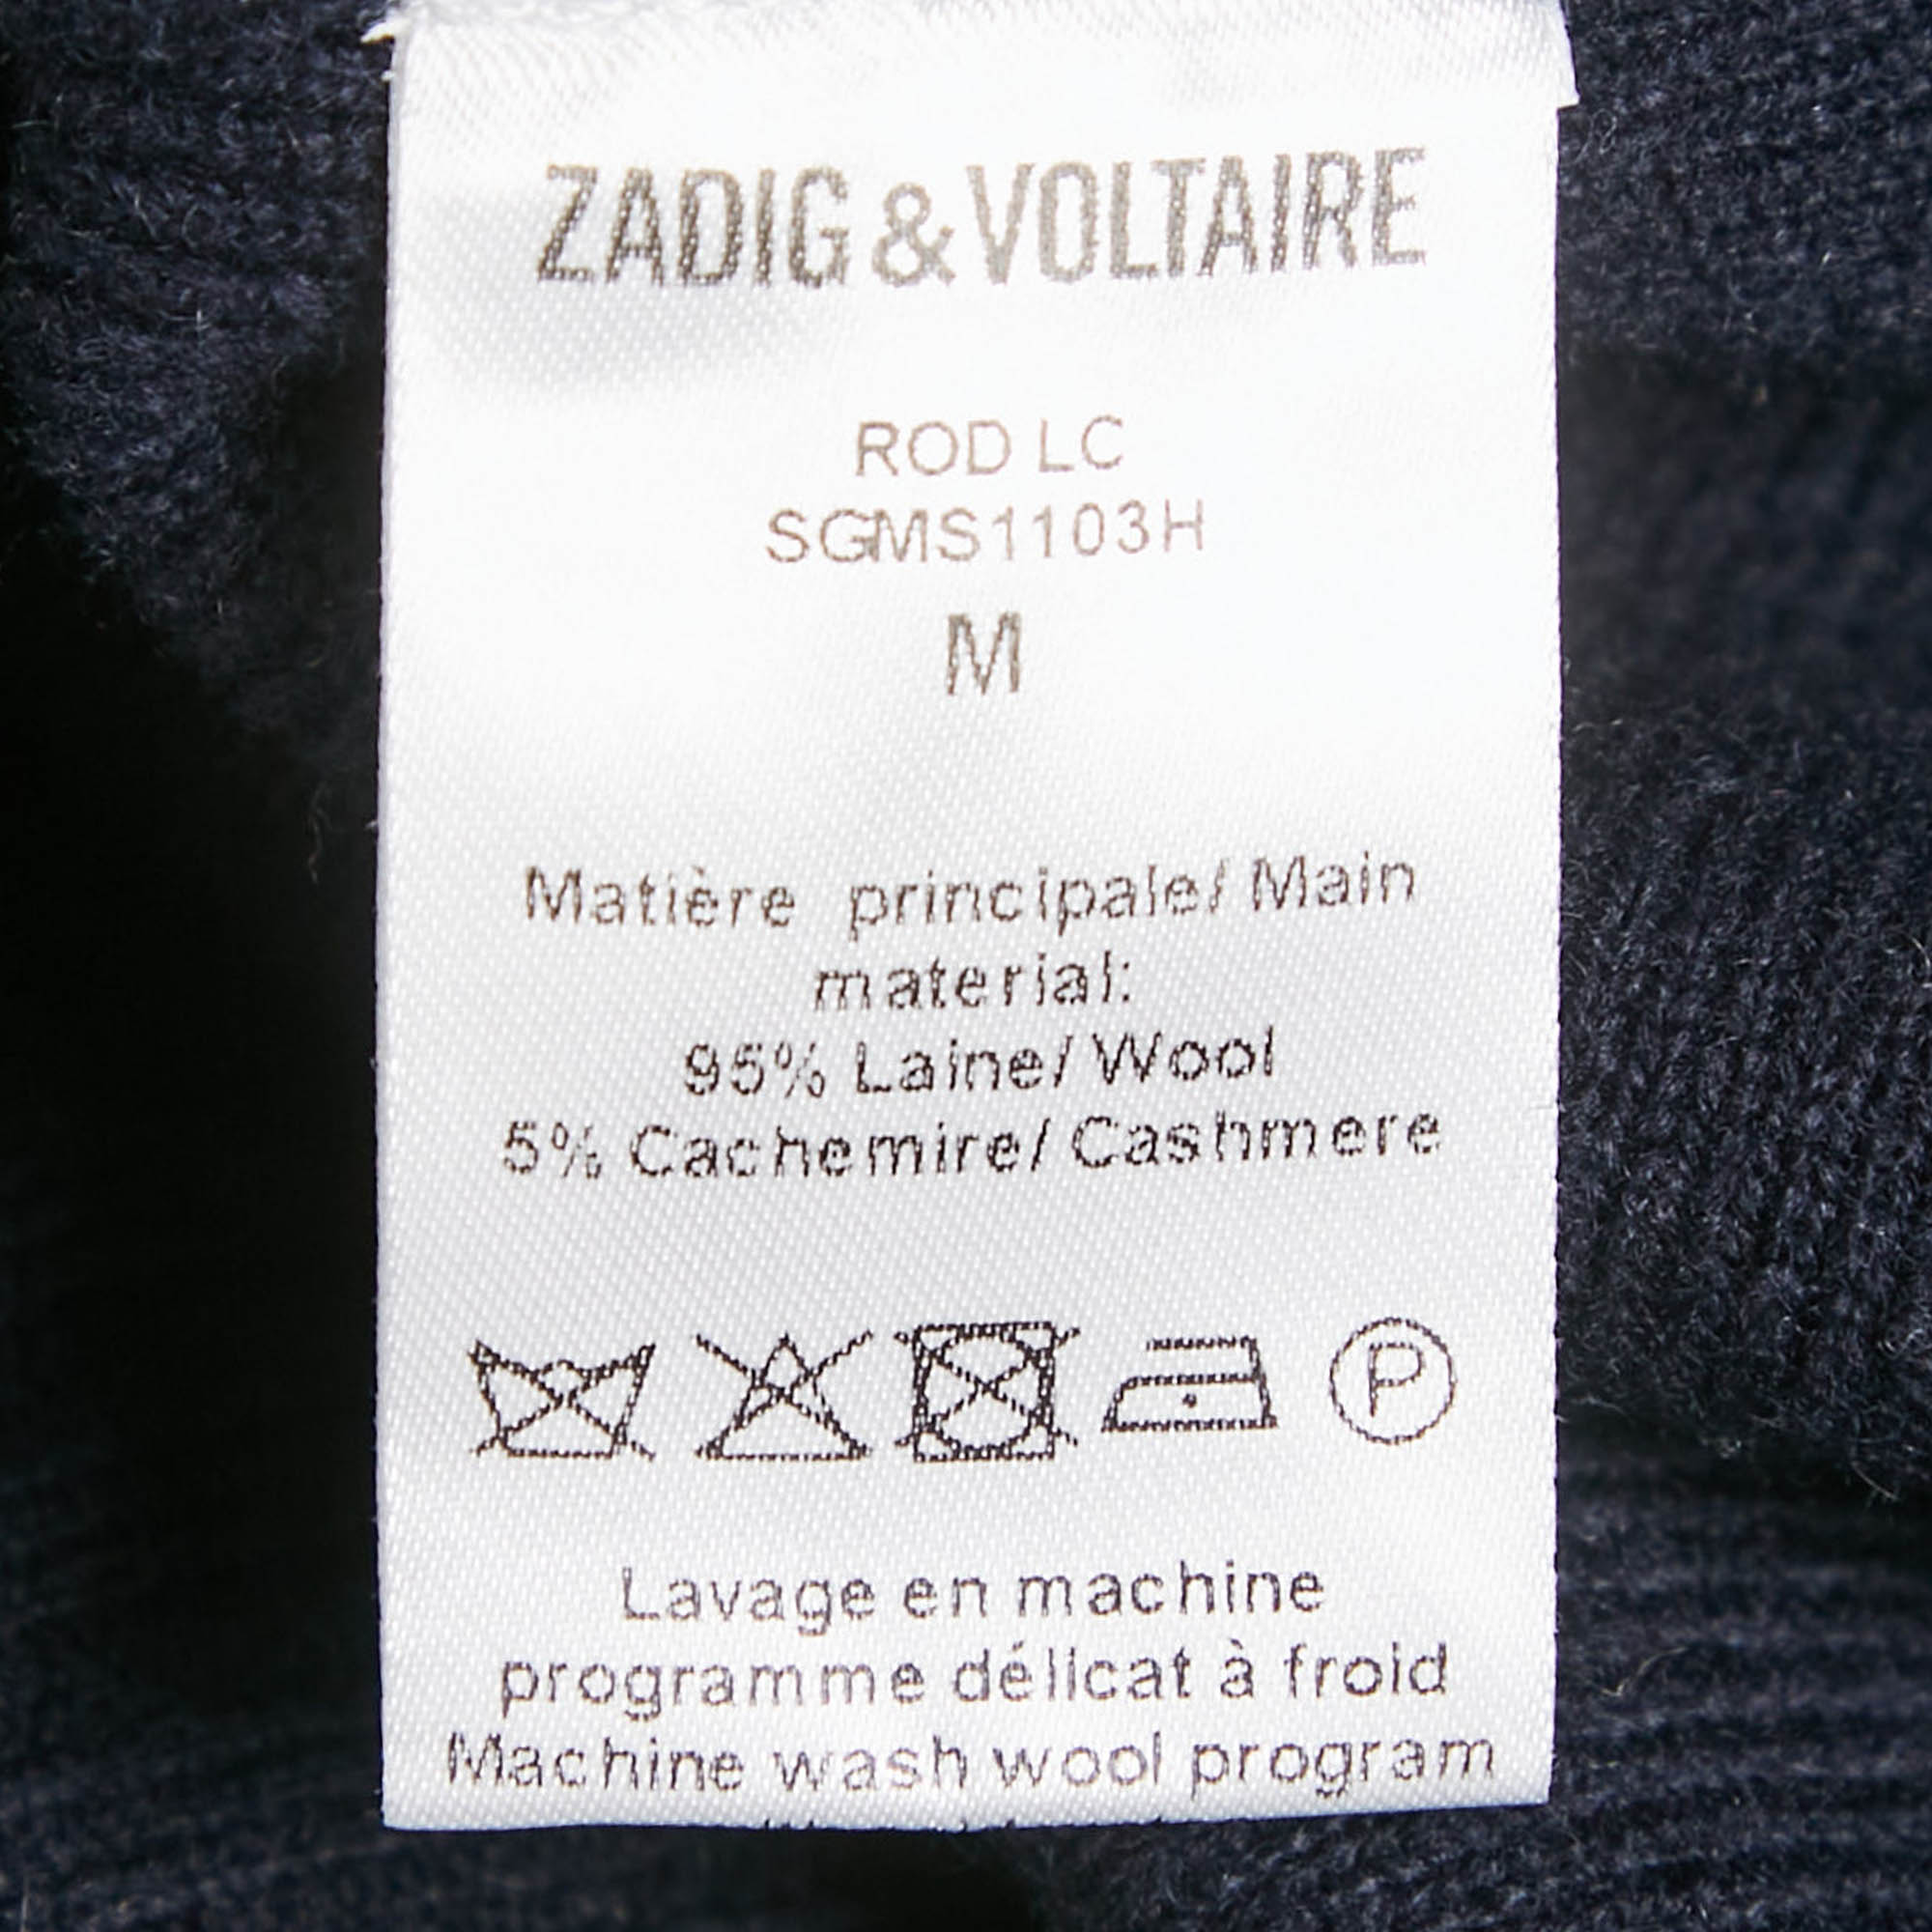 ZADIG & VOLTAIRE
ROD LC
SGMS1103H
M
Matière principale/ Main
material:
95% Laine/ Wool
5% Cachemire/ Cashmere
P
Lavage en machine
programme délicat à froid
Machine wash wool program